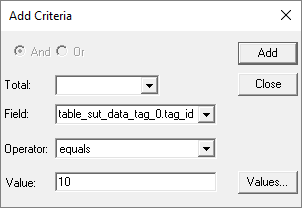 Add Criteria
And Or
Add
Total:
Close
Field: table_sut_data_tag_0.tag_id
Operator: equals
Value: 10
Values...